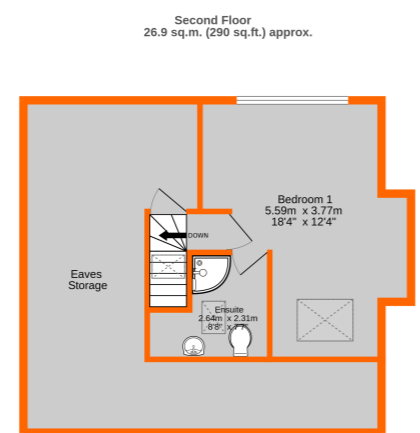 Second Floor
26.9 sq.m. (290 sq.ft.) approx.
Bedroom 1
5.59m x 3.77m
18'4" x 12'4"
DOWN
Eaves
Storage
Ensuite
2.64m x 2.31m
8'8" x 7'7"